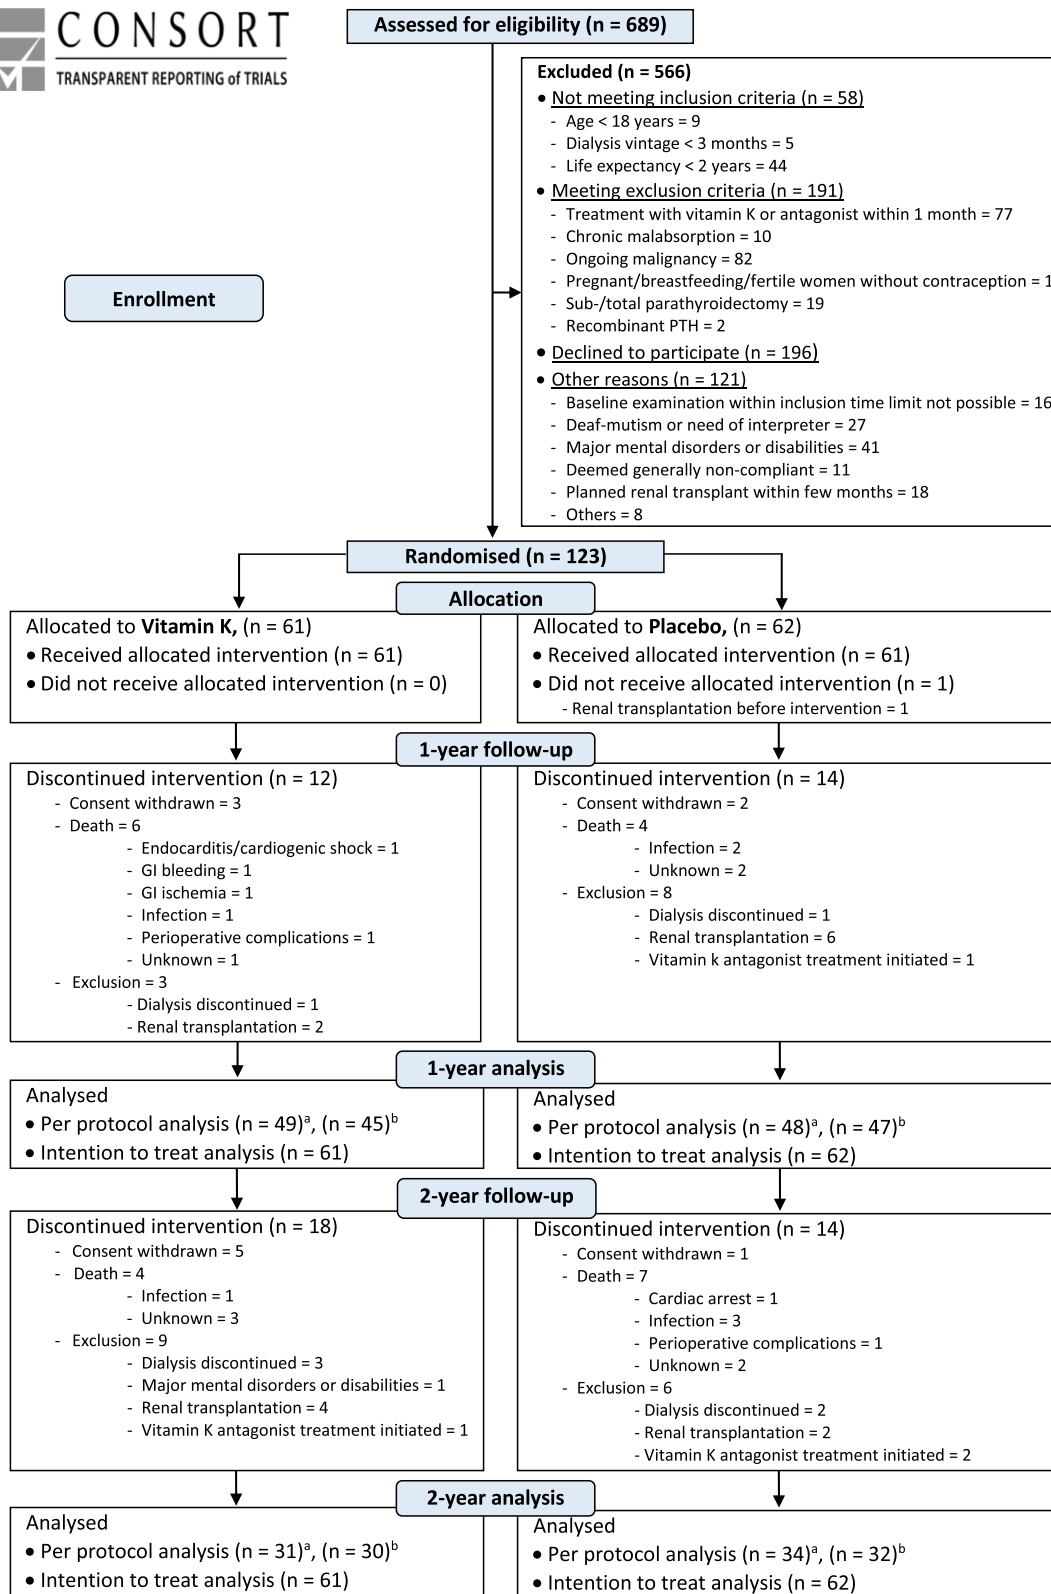 CONSORT
TRANSPARENT REPORTING of TRIALS
Assessed for eligibility (n = 689)
Excluded (n = 566)
• Not meeting inclusion criteria (n = 58)
- Age < 18 years = 9
- Dialysis vintage < 3 months = 5
- Life expectancy < 2 years = 44
• Meeting exclusion criteria (n = 191)
- Treatment with vitamin K or antagonist within 1 month = 77
- Chronic malabsorption = 10
- Ongoing malignancy = 82
- Pregnant/breastfeeding/fertile women without contraception = 1
- Sub-/total parathyroidectomy = 19
- Recombinant PTH = 2
• Declined to participate (n = 196)
• Other reasons (n = 121)
- Baseline examination within inclusion time limit not possible = 16
- Deaf-mutism or need of interpreter = 27
- Major mental disorders or disabilities = 41
- Deemed generally non-compliant = 11
- Planned renal transplant within few months = 18
- Others = 8
Enrollment
Randomised (n = 123)
Allocation
Allocated to Vitamin K, (n = 61)
• Received allocated intervention (n = 61)
• Did not receive allocated intervention (n = 0)
Allocated to Placebo, (n = 62)
• Received allocated intervention (n = 61)
• Did not receive allocated intervention (n = 1)
- Renal transplantation before intervention = 1
1-year follow-up
Discontinued intervention (n = 12)
- Consent withdrawn = 3
- Death = 6
- Endocarditis/cardiogenic shock = 1
- GI bleeding = 1
- GI ischemia = 1
- Infection = 1
- Perioperative complications = 1
- Unknown = 1
- Exclusion = 3
- Dialysis discontinued = 1
- Renal transplantation = 2
Discontinued intervention (n = 14)
- Consent withdrawn = 2
- Death = 4
- Infection = 2
- Unknown = 2
- Exclusion = 8
- Dialysis discontinued = 1
- Renal transplantation = 6
- Vitamin k antagonist treatment initiated = 1
1-year analysis
Analysed
• Per protocol analysis (n = 49)ᵃ, (n = 45)ᵇ
• Intention to treat analysis (n = 61)
Analysed
• Per protocol analysis (n = 48)ᵃ, (n = 47)ᵇ
• Intention to treat analysis (n = 62)
2-year follow-up
Discontinued intervention (n = 18)
- Consent withdrawn = 5
- Death = 4
- Infection = 1
- Unknown = 3
- Exclusion = 9
- Dialysis discontinued = 3
- Major mental disorders or disabilities = 1
- Renal transplantation = 4
- Vitamin K antagonist treatment initiated = 1
Discontinued intervention (n = 14)
- Consent withdrawn = 1
- Death = 7
- Cardiac arrest = 1
- Infection = 3
- Perioperative complications = 1
- Unknown = 2
- Exclusion = 6
- Dialysis discontinued = 2
- Renal transplantation = 2
- Vitamin K antagonist treatment initiated = 2
2-year analysis
Analysed
• Per protocol analysis (n = 31)ᵃ, (n = 30)ᵇ
• Intention to treat analysis (n = 61)
Analysed
• Per protocol analysis (n = 34)ᵃ, (n = 32)ᵇ
• Intention to treat analysis (n = 62)